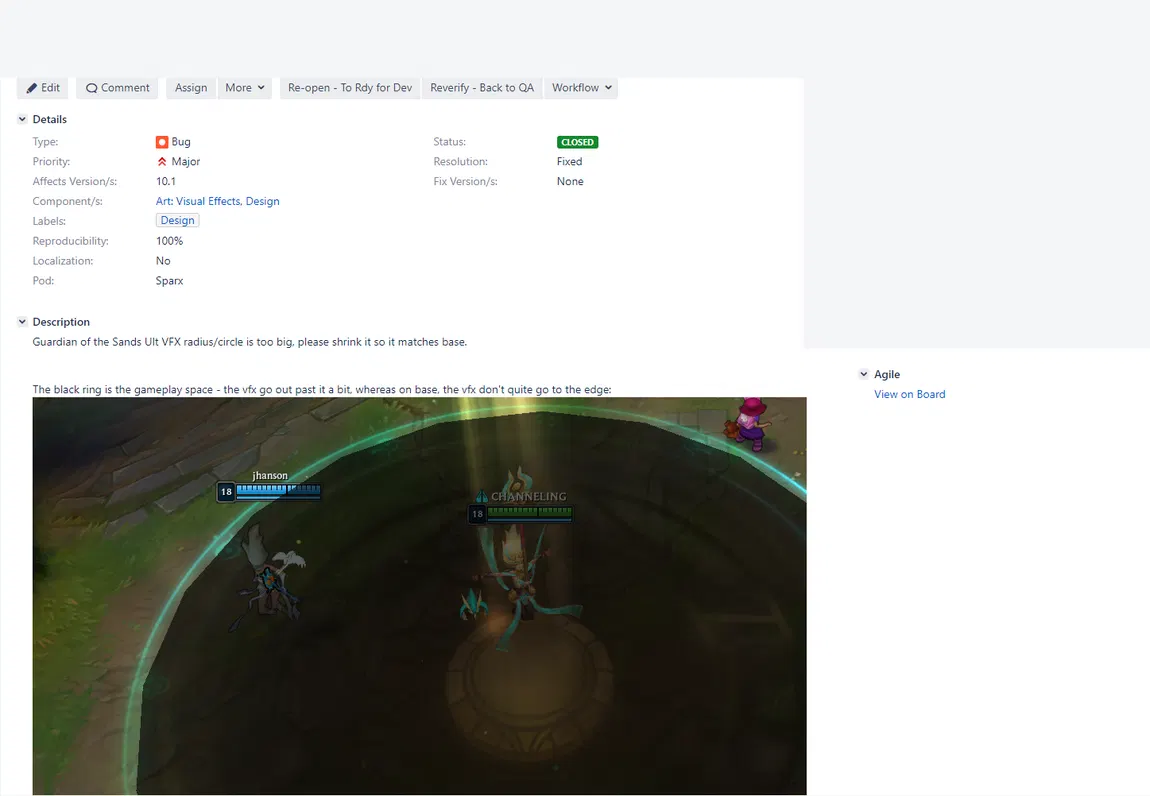 Edit Comment Assign More Re-open - To Rdy for Dev Reverify - Back to QA Workflow
Details
Type: Bug Status: CLOSED
Priority: Major Resolution: Fixed
Affects Version/s: 10.1 Fix Version/s: None
Component/s: Art: Visual Effects, Design
Labels: Design
Reproducibility: 100%
Localization: No
Pod: Sparx
Description
Guardian of the Sands Ult VFX radius/circle is too big, please shrink it so it matches base.
Agile
View on Board
The black ring is the gameplay space - the vfx go out past it a bit, whereas on base, the vfx don't quite go to the edge:
jhanson
18
CHANNELING
18